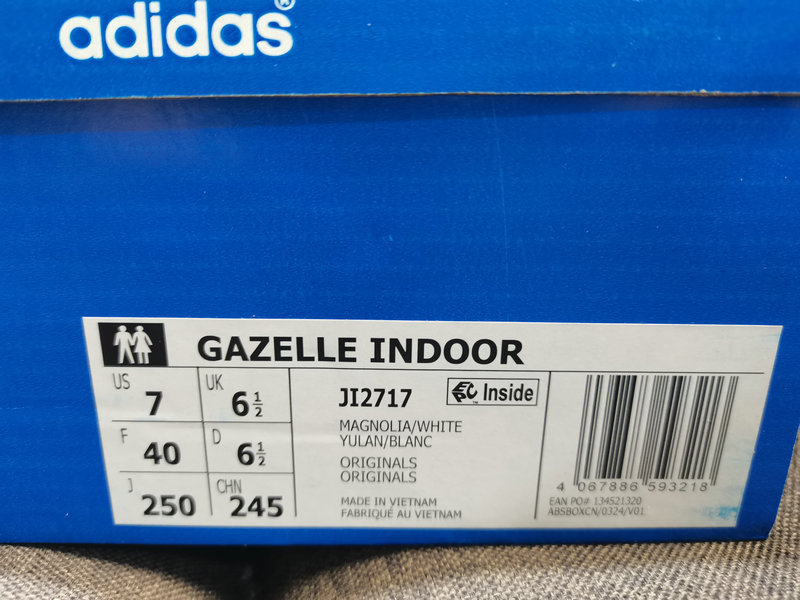 adidas®
GAZELLE INDOOR
US 7 UK 6 1/2
F 40 D 6 1/2
J 250 CHN 245
JI2717 EPC™ Inside
MAGNOLIA/WHITE
YULAN/BLANC
ORIGINALS
ORIGINALS
MADE IN VIETNAM
FABRIQUÉ AU VIETNAM
4 067886 593218
EAN PO# 134521320
ABSBOXCN/0324/V01